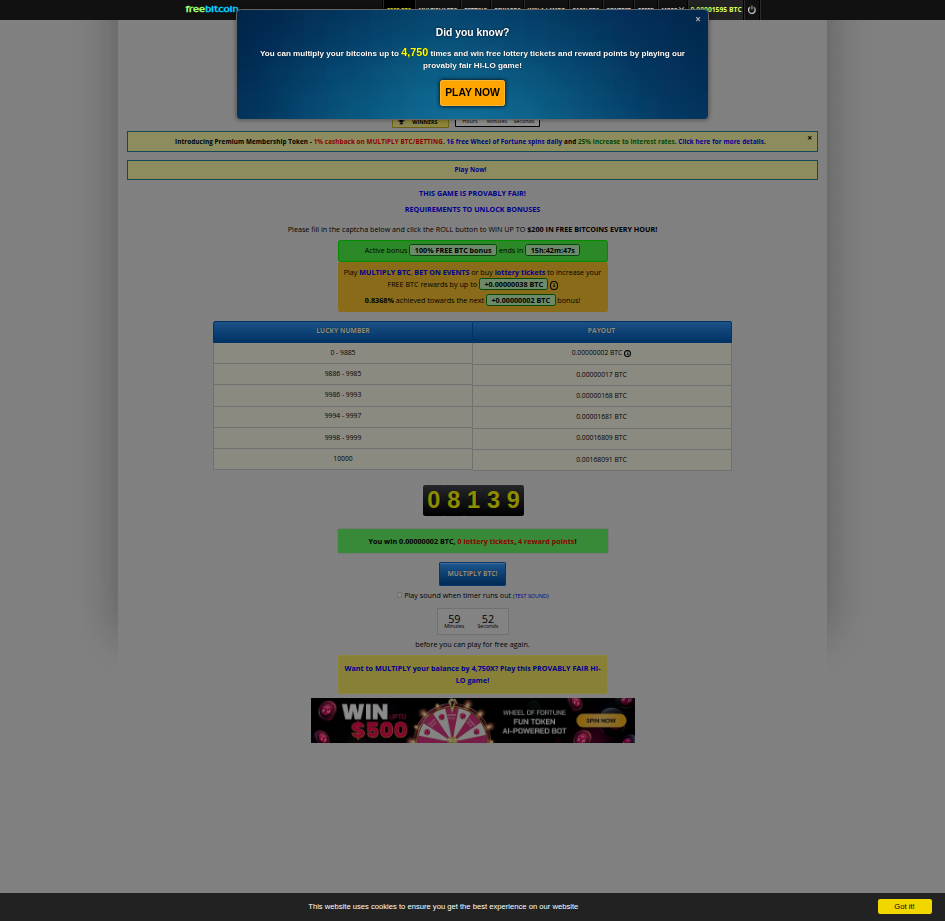 freebitcoin
0.00001595 BTC
×
Did you know?
You can multiply your bitcoins up to 4,750 times and win free lottery tickets and reward points by playing our
provably fair HI-LO game!
PLAY NOW
WINNERS
Hours Minutes Seconds
Introducing Premium Membership Token - 1% cashback on MULTIPLY BTC/BETTING. 16 free Wheel of Fortune spins daily and 25% increase to interest rates. Click here for more details.
×
Play Now!
THIS GAME IS PROVABLY FAIR!
REQUIREMENTS TO UNLOCK BONUSES
Please fill in the captcha below and click the ROLL button to WIN UP TO $200 IN FREE BITCOINS EVERY HOUR!
Active bonus 100% FREE BTC bonus ends in 15h:42m:47s
Play MULTIPLY BTC, BET ON EVENTS or buy lottery tickets to increase your
FREE BTC rewards by up to +0.00000038 BTC
0.8368% achieved towards the next +0.00000002 BTC bonus!
LUCKY NUMBER PAYOUT
0 - 9885 0.00000002 BTC
9886 - 9985 0.00000017 BTC
9986 - 9993 0.00000168 BTC
9994 - 9997 0.00001681 BTC
9998 - 9999 0.00016809 BTC
10000 0.00168091 BTC
08139
You win 0.00000002 BTC, 0 lottery tickets, 4 reward points!
MULTIPLY BTC!
Play sound when timer runs out (TEST SOUND)
59 52
Minutes Seconds
before you can play for free again.
Want to MULTIPLY your balance by 4,750X? Play this PROVABLY FAIR HI-
LO game!
WIN UPTO $500
WHEEL OF FORTUNE
FUN TOKEN
AI-POWERED BOT
SPIN NOW
This website uses cookies to ensure you get the best experience on our website
Got it!